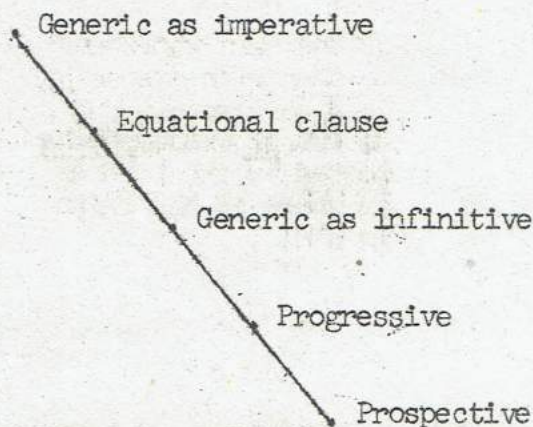 Generic as imperative
Equational clause
Generic as infinitive
Progressive
Prospective